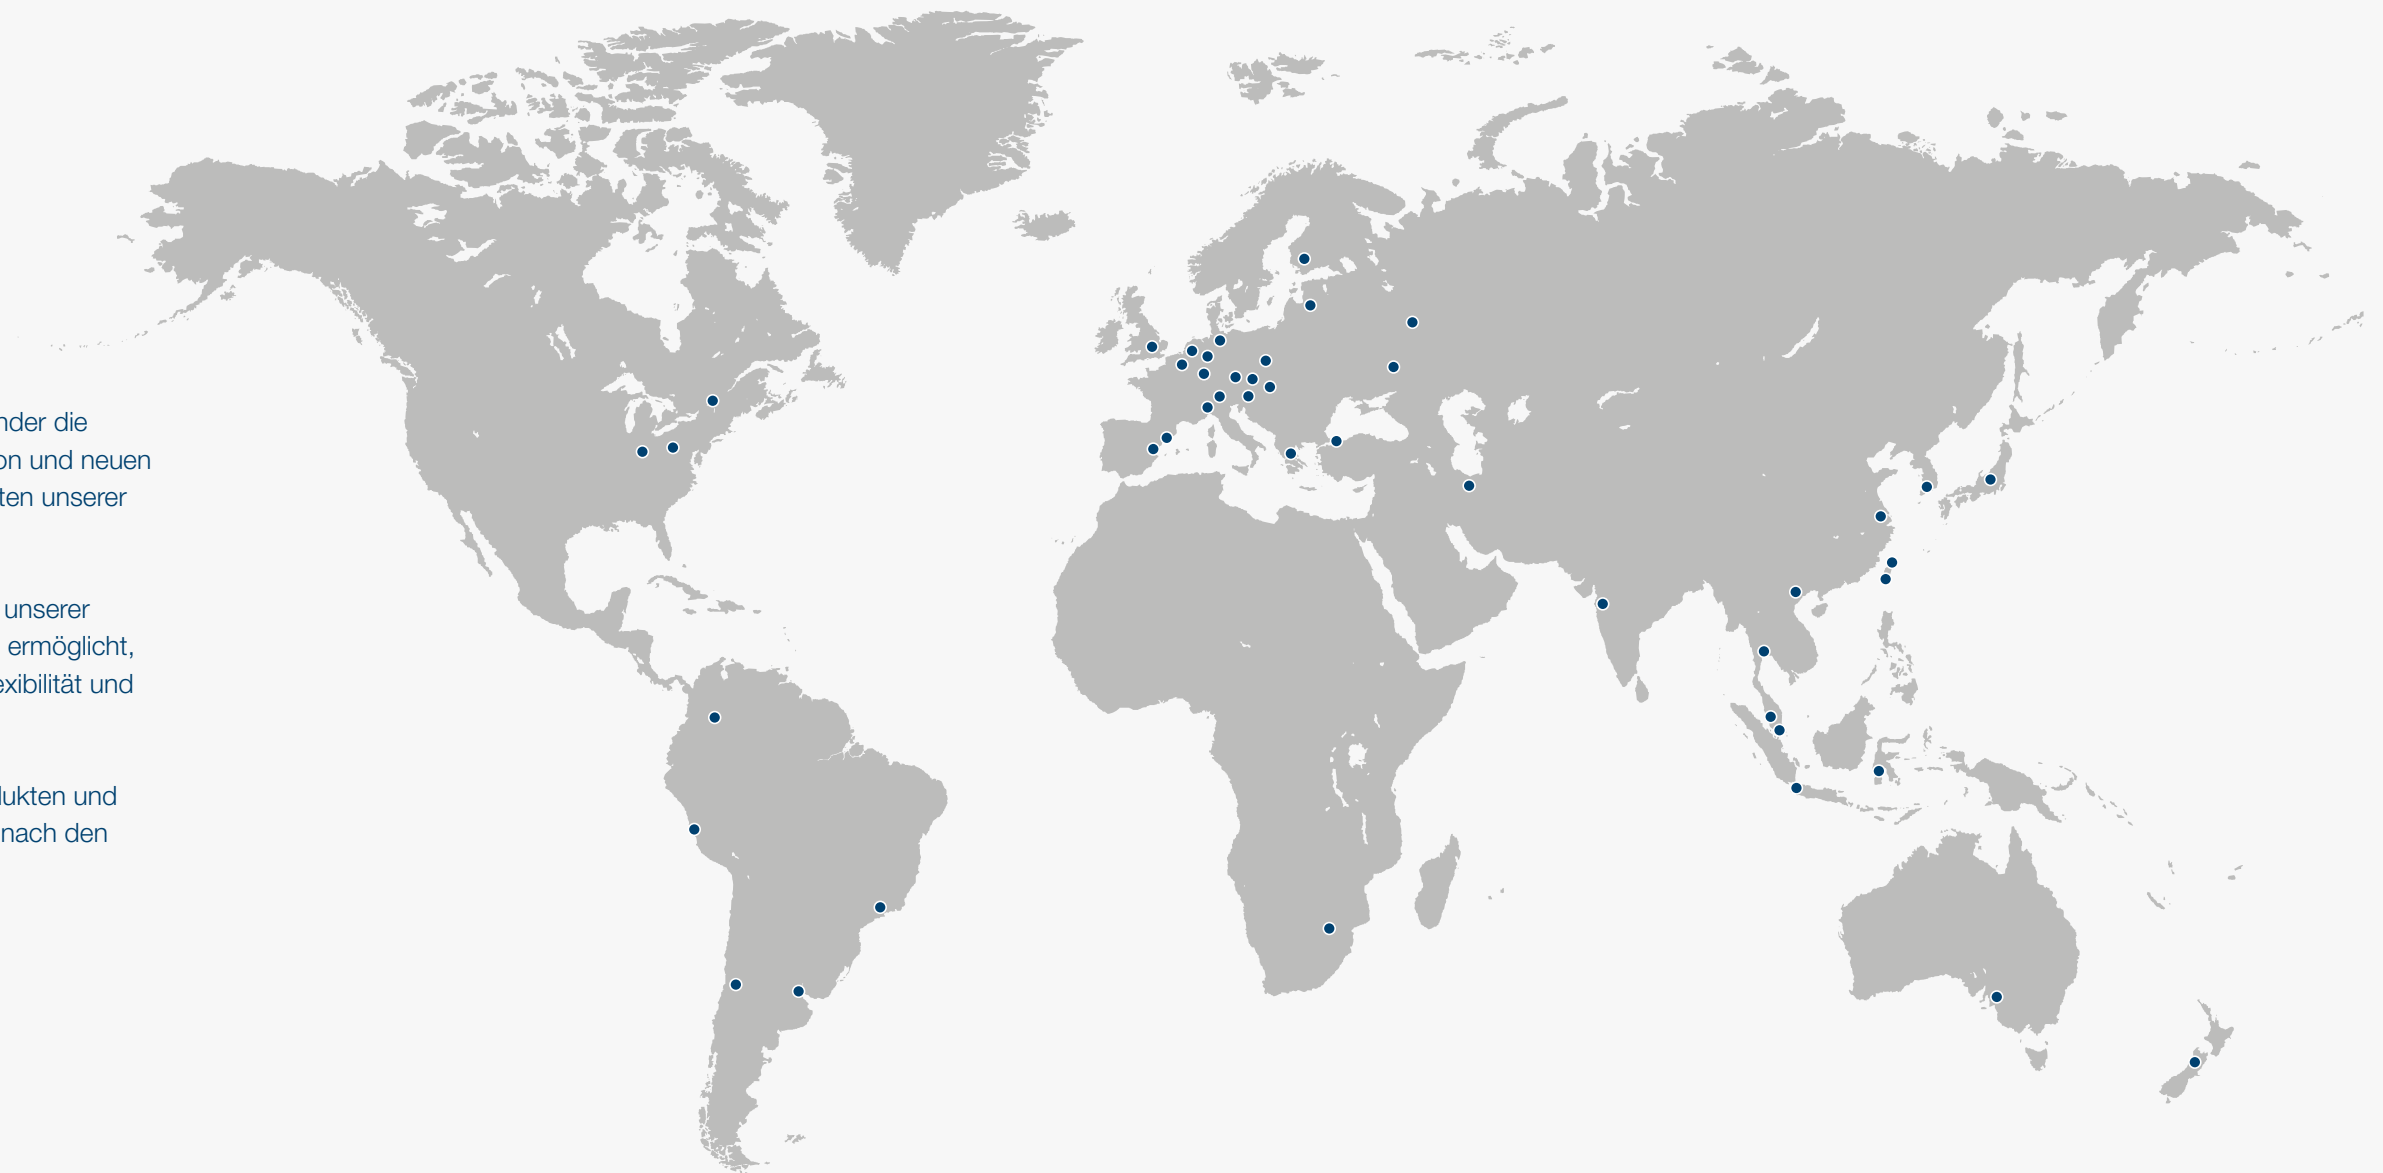 nder die
on und neuen
ten unserer
unserer
ermöglicht,
exibilität und
lukten und
nach den